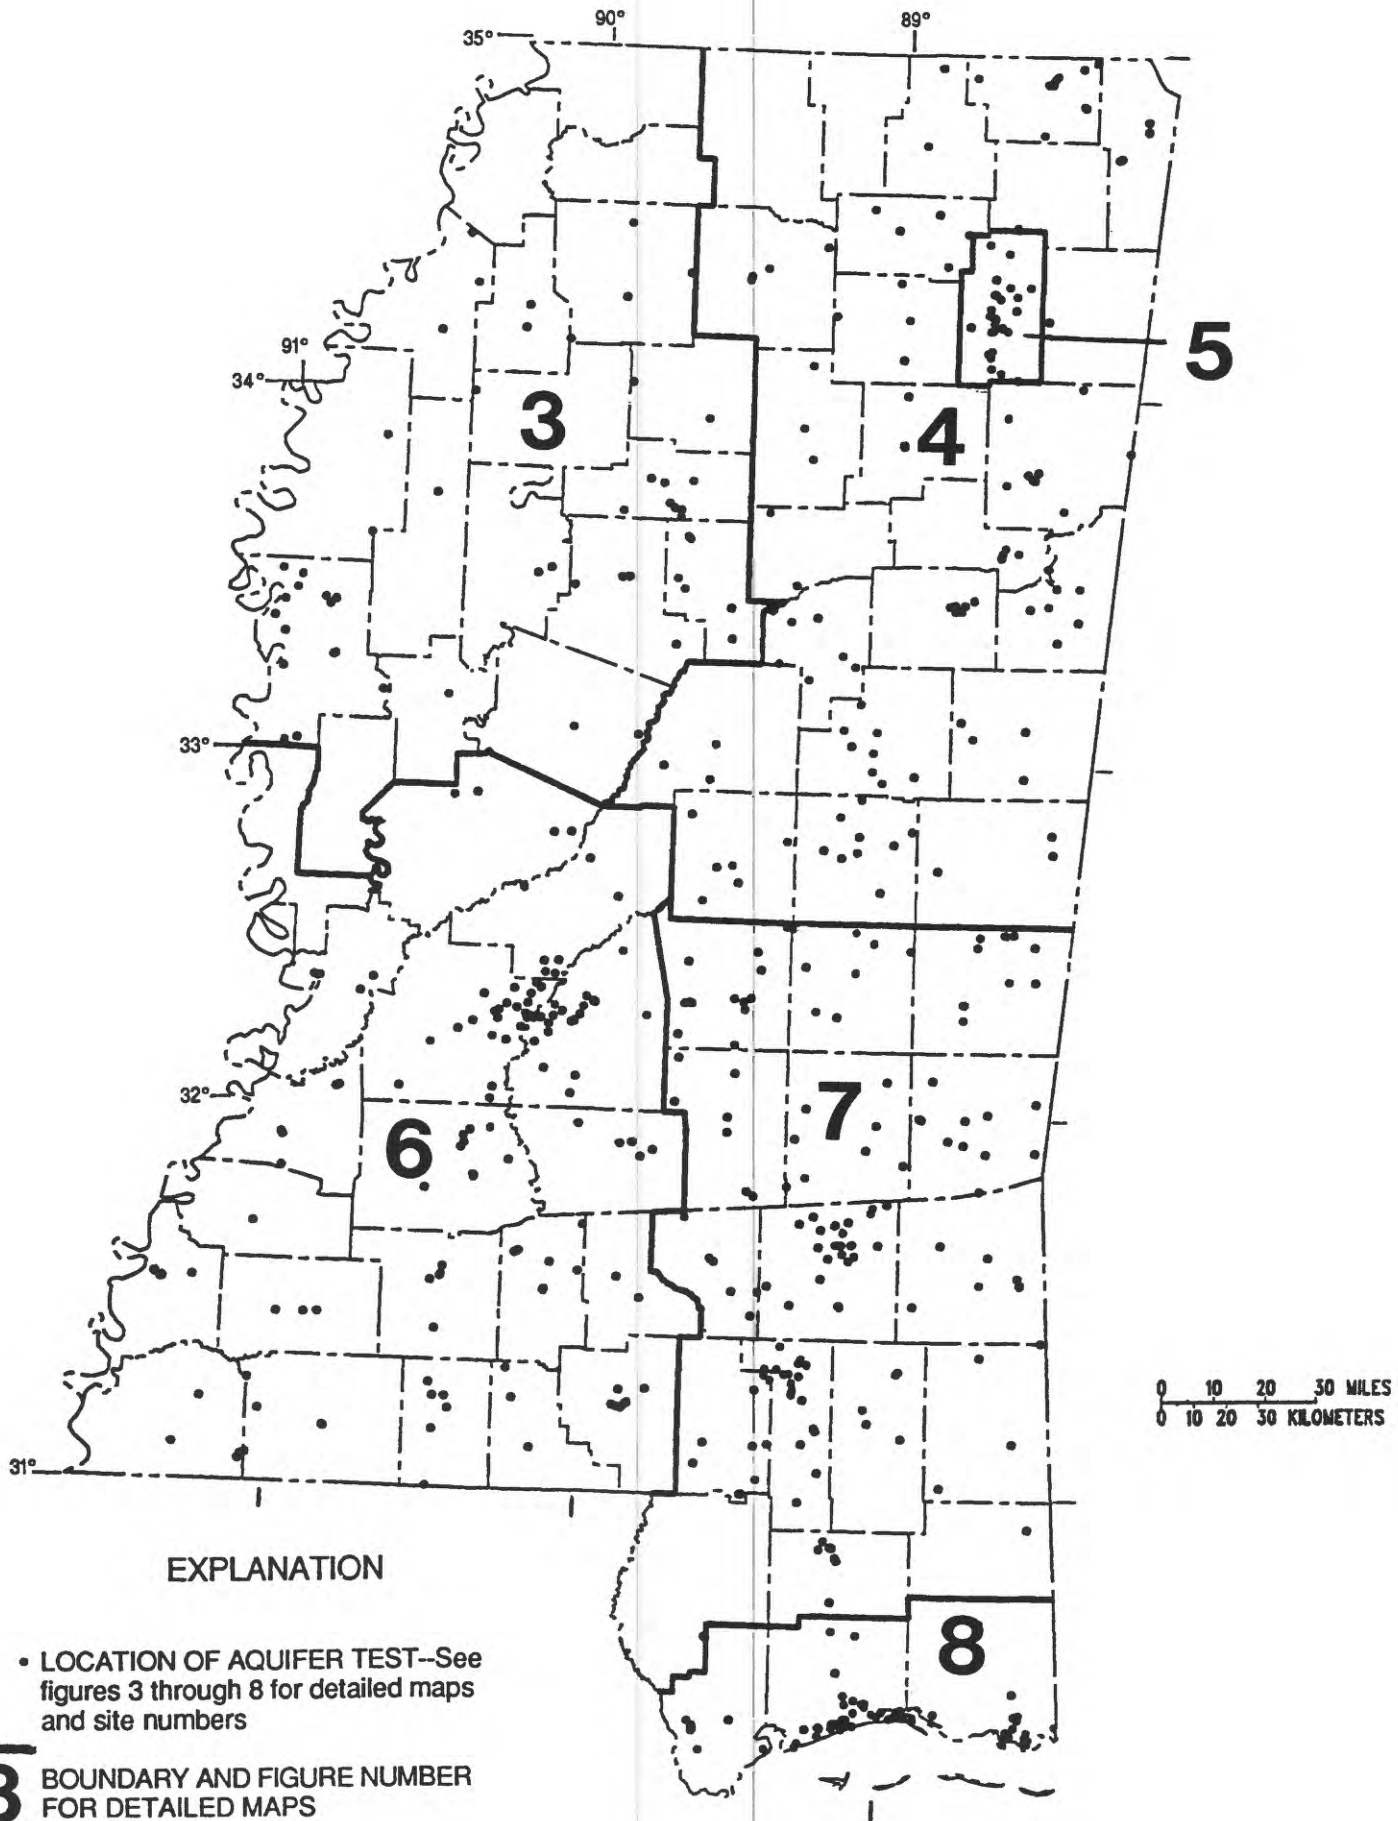 90°
89°
35°
91°
34°
5
3
4
33°
32°
7
6
0 10 20 30 MILES
0 10 20 30 KILOMETERS
31°
EXPLANATION
8
• LOCATION OF AQUIFER TEST--See
figures 3 through 8 for detailed maps
and site numbers
BOUNDARY AND FIGURE NUMBER
FOR DETAILED MAPS